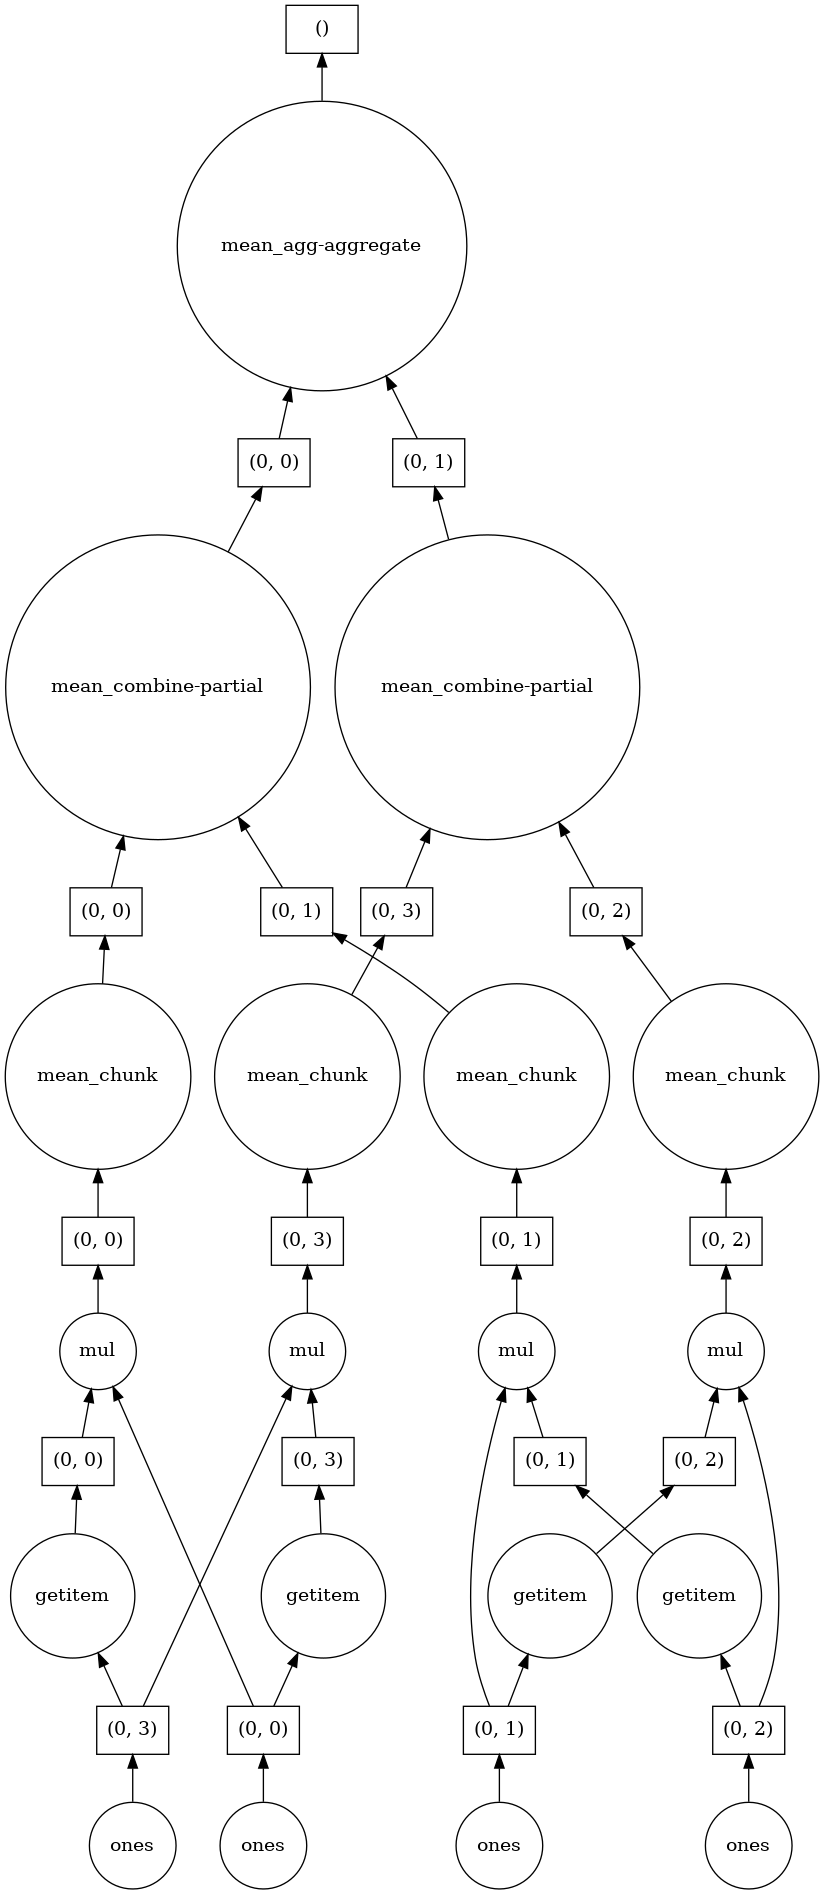 ()
mean_agg-aggregate
(0, 0)
(0, 1)
mean_combine-partial
mean_combine-partial
(0, 0)
(0, 1)
(0, 3)
(0, 2)
mean_chunk
mean_chunk
mean_chunk
mean_chunk
(0, 0)
(0, 3)
(0, 1)
(0, 2)
mul
mul
mul
mul
(0, 0)
(0, 3)
(0, 1)
(0, 2)
getitem
getitem
getitem
getitem
(0, 3)
(0, 0)
(0, 1)
(0, 2)
ones
ones
ones
ones